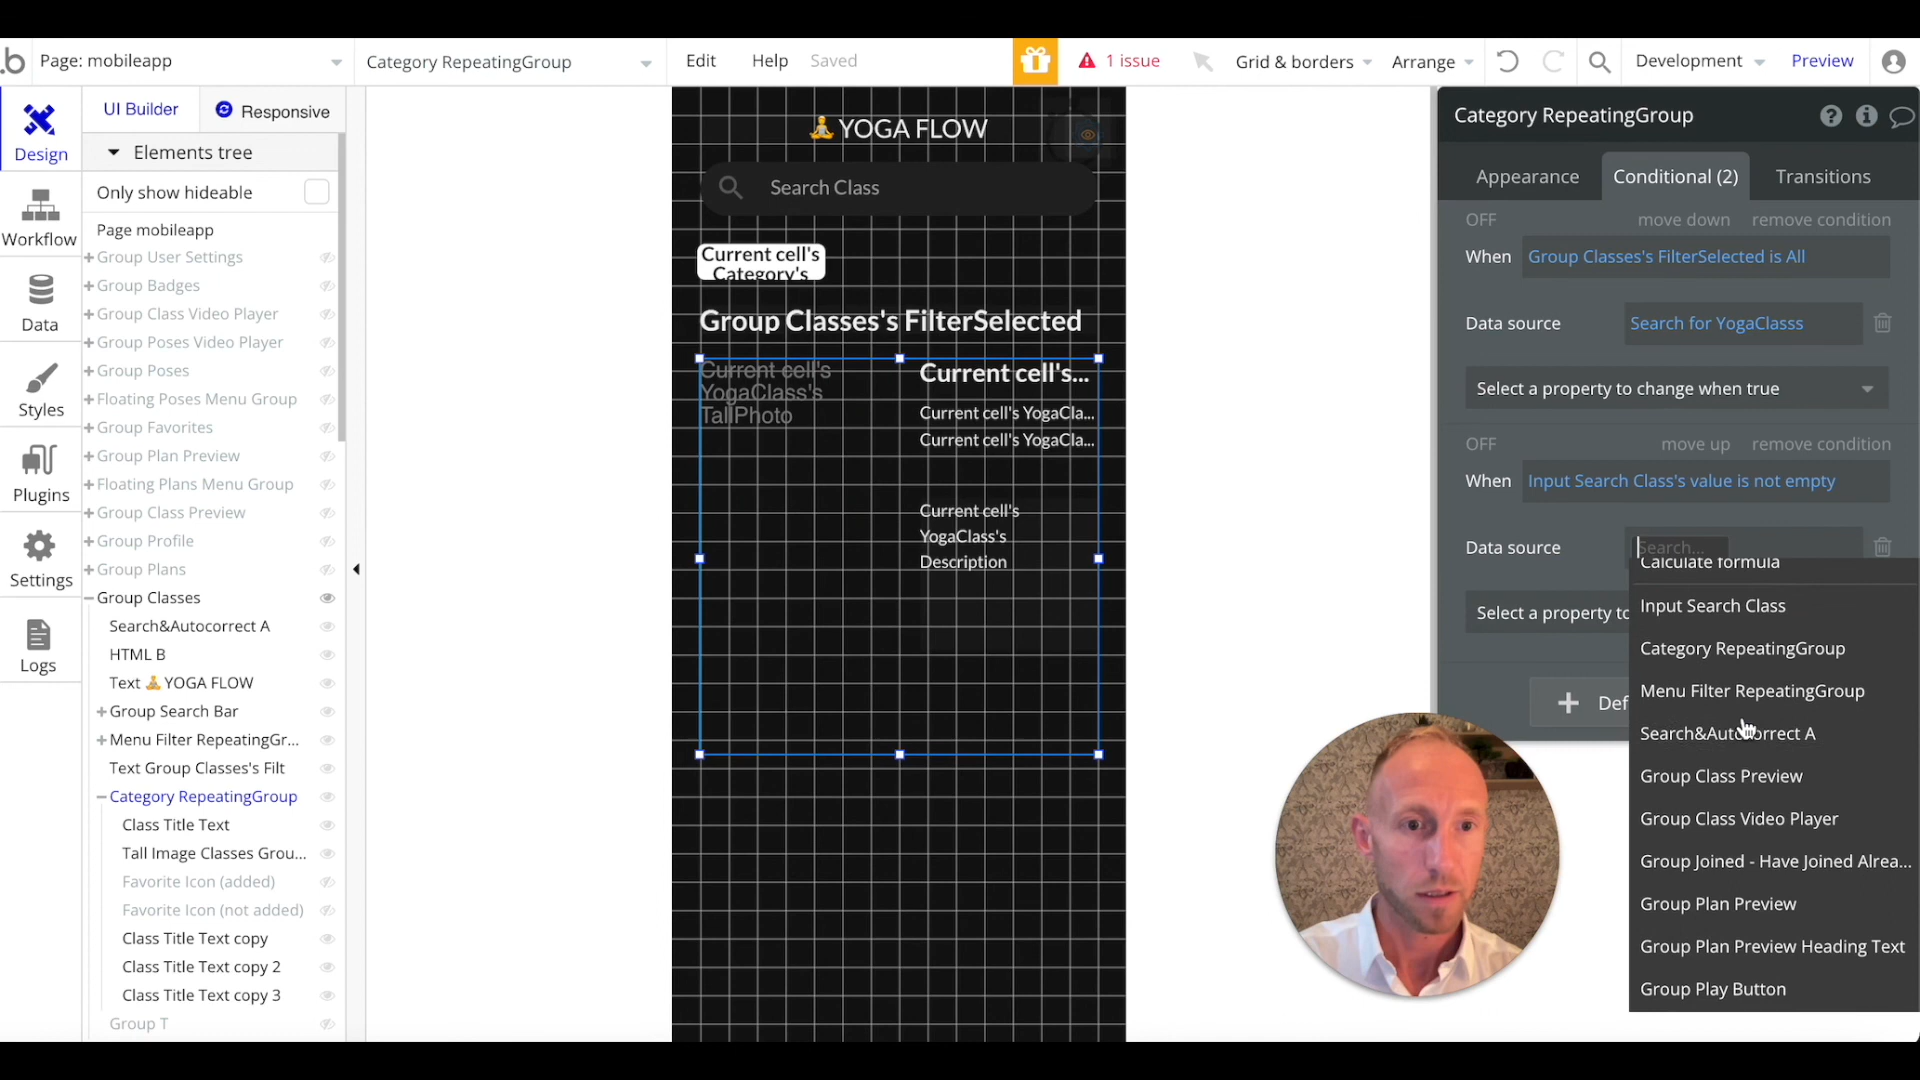 Page: mobileapp
Category RepeatingGroup
Edit
Help
Saved
1 issue
Grid & borders
Arrange
Development
Preview
Design
Workflow
Data
Styles
Plugins
Settings
Logs
UI Builder
Responsive
Elements tree
Only show hideable
Page mobileapp
Group User Settings
Group Badges
Group Class Video Player
Group Poses Video Player
Group Poses
Floating Poses Menu Group
Group Favorites
Group Plan Preview
Floating Plans Menu Group
Group Class Preview
Group Profile
Group Plans
Group Classes
Search&Autocorrect A
HTML B
Text 🧘 YOGA FLOW
Group Search Bar
Menu Filter RepeatingGr...
Text Group Classes's Filt
Category RepeatingGroup
Class Title Text
Tall Image Classes Grou...
Favorite Icon (added)
Favorite Icon (not added)
Class Title Text copy
Class Title Text copy 2
Class Title Text copy 3
Group T
🧘 YOGA FLOW
Search Class
Current cell's
Category's
Group Classes's FilterSelected
Current cell's
YogaClass's
TallPhoto
Current cell's...
Current cell's YogaCla...
Current cell's YogaCla...
Current cell's
YogaClass's
Description
Category RepeatingGroup
Appearance
Conditional (2)
Transitions
OFF
move down
remove condition
When
Group Classes's FilterSelected is All
Data source
Search for YogaClasss
Select a property to change when true
OFF
move up
remove condition
When
Input Search Class's value is not empty
Data source
Search...
Select a property to
Def
Calculate formula
Input Search Class
Category RepeatingGroup
Menu Filter RepeatingGroup
Search&Autocorrect A
Group Class Preview
Group Class Video Player
Group Joined - Have Joined Alrea...
Group Plan Preview
Group Plan Preview Heading Text
Group Play Button